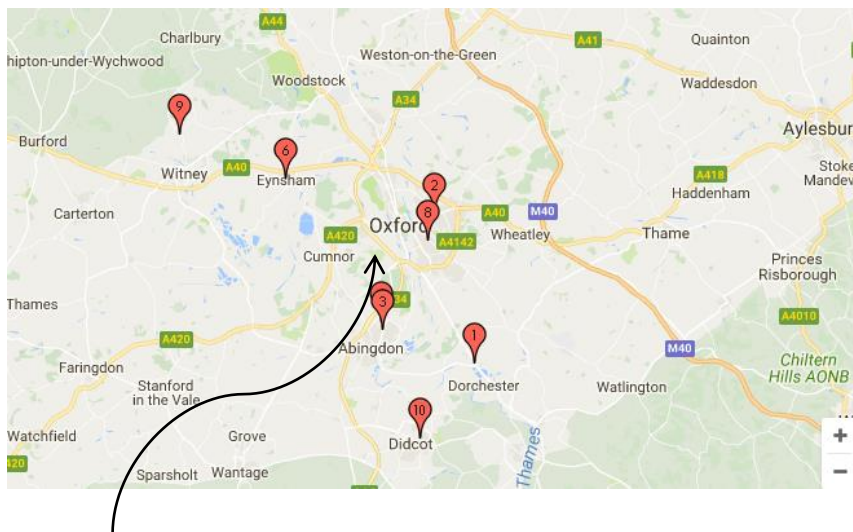 A44
Charlbury
A41
Quainton
hipton-under-Wychwood
Weston-on-the-Green
Woodstock
Waddesdon
A34
9
Aylesbur
Burford
6
Witney
A40
Eynsham
A418
Stoke
Mandev
2
Haddenham
Carterton
8
A40
M40
Oxford
A420
A4142
Wheatley
Thame
Cumnor
Princes
Risborough
Thames
3
34
A4010
1
A420
Abingdon
M40
Chiltern
Hills AONB
Faringdon
Stanford
in the Vale
Dorchester
Watlington
10
Watchfield
Grove
Didcot
Thames
+
420
Sparsholt
Wantage
−